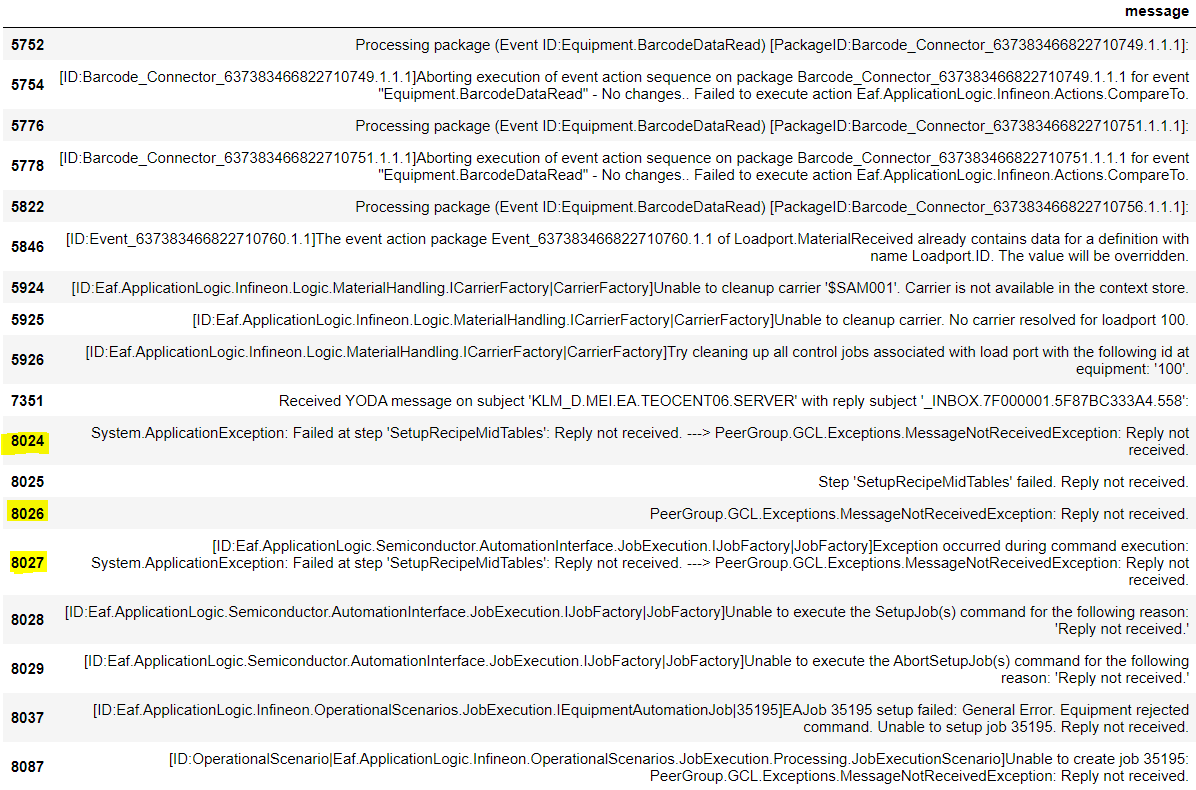 message
5752 Processing package (Event ID:Equipment.BarcodeDataRead) [PackageID:Barcode_Connector_637383466822710749.1.1.1]:
5754 [ID:Barcode_Connector_637383466822710749.1.1.1]Aborting execution of event action sequence on package Barcode_Connector_637383466822710749.1.1.1 for event
"Equipment.BarcodeDataRead" - No changes.. Failed to execute action Eaf.ApplicationLogic.Infineon.Actions.CompareTo.
5776 Processing package (Event ID:Equipment.BarcodeDataRead) [PackageID:Barcode_Connector_637383466822710751.1.1.1]:
5778 [ID:Barcode_Connector_637383466822710751.1.1.1]Aborting execution of event action sequence on package Barcode_Connector_637383466822710751.1.1.1 for event
"Equipment.BarcodeDataRead" - No changes.. Failed to execute action Eaf.ApplicationLogic.Infineon.Actions.CompareTo.
5822 Processing package (Event ID:Equipment.BarcodeDataRead) [PackageID:Barcode_Connector_637383466822710756.1.1.1]:
5846 [ID:Event_637383466822710760.1.1]The event action package Event_637383466822710760.1.1 of Loadport.MaterialReceived already contains data for a definition with
name Loadport.ID. The value will be overridden.
5924 [ID:Eaf.ApplicationLogic.Infineon.Logic.MaterialHandling.ICarrierFactory|CarrierFactory]Unable to cleanup carrier '$SAM001'. Carrier is not available in the context store.
5925 [ID:Eaf.ApplicationLogic.Infineon.Logic.MaterialHandling.ICarrierFactory|CarrierFactory]Unable to cleanup carrier. No carrier resolved for loadport 100.
5926 [ID:Eaf.ApplicationLogic.Infineon.Logic.MaterialHandling.ICarrierFactory|CarrierFactory]Try cleaning up all control jobs associated with load port with the following id at
equipment: '100'.
7351 Received YODA message on subject 'KLM_D.MEI.EA.TEOCENT06.SERVER' with reply subject '_INBOX.7F000001.5F87BC333A4.558':
8024 System.ApplicationException: Failed at step 'SetupRecipeMidTables': Reply not received. ---> PeerGroup.GCL.Exceptions.MessageNotReceivedException: Reply not
received.
8025 Step 'SetupRecipeMidTables' failed. Reply not received.
8026 PeerGroup.GCL.Exceptions.MessageNotReceivedException: Reply not received.
8027 [ID:Eaf.ApplicationLogic.Semiconductor.AutomationInterface.JobExecution.IJobFactory|JobFactory]Exception occurred during command execution:
System.ApplicationException: Failed at step 'SetupRecipeMidTables': Reply not received. ---> PeerGroup.GCL.Exceptions.MessageNotReceivedException: Reply not
received.
8028 [ID:Eaf.ApplicationLogic.Semiconductor.AutomationInterface.JobExecution.IJobFactory|JobFactory]Unable to execute the SetupJob(s) command for the following reason:
'Reply not received.'
8029 [ID:Eaf.ApplicationLogic.Semiconductor.AutomationInterface.JobExecution.IJobFactory|JobFactory]Unable to execute the AbortSetupJob(s) command for the following
reason: 'Reply not received.'
8037 [ID:Eaf.ApplicationLogic.Infineon.OperationalScenarios.JobExecution.IEquipmentAutomationJob|35195]EAJob 35195 setup failed: General Error. Equipment rejected
command. Unable to setup job 35195. Reply not received.
8087 [ID:OperationalScenario|Eaf.ApplicationLogic.Infineon.OperationalScenarios.JobExecution.Processing.JobExecutionScenario]Unable to create job 35195:
PeerGroup.GCL.Exceptions.MessageNotReceivedException: Reply not received.